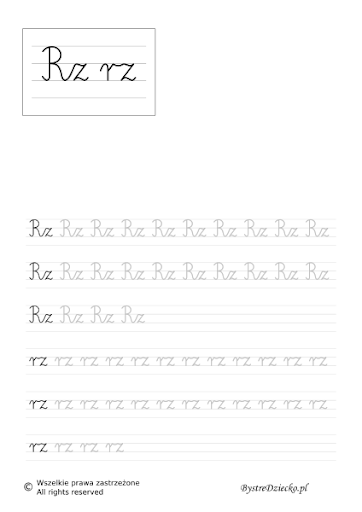 Rz rz
Rz Rz Rz Rz Rz Rz Rz Rz Rz Rz
Rz Rz Rz Rz Rz Rz Rz Rz Rz Rz
Rz Rz Rz Rz
rz rz rz rz rz rz rz rz rz rz rz rz
rz rz rz rz rz rz rz rz rz rz rz rz
rz rz rz rz
© Wszelkie prawa zastrzeżone
All rights reserved
BystreDziecko.pl